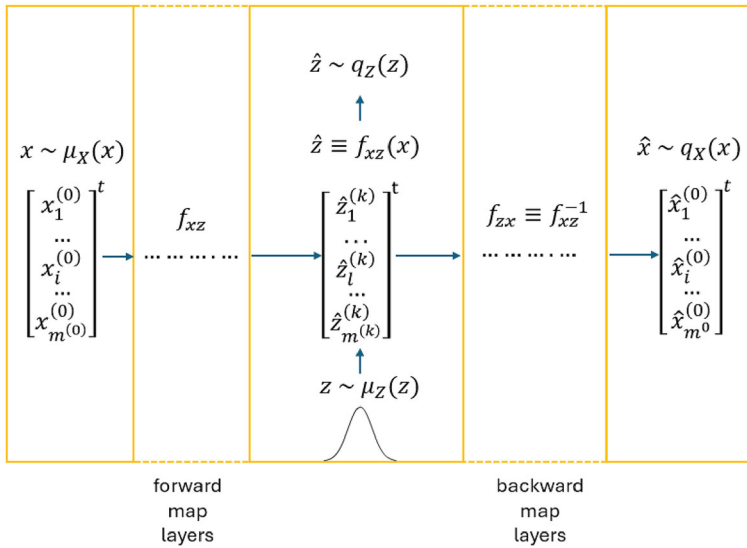 x ~ μ_X(x)
[x_1^(0) ... x_i^(0) ... x_{m^(0)}^(0)]^t
f_xz
... ... ... . ...
ẑ ~ q_Z(z)
ẑ ≡ f_xz(x)
[ẑ_1^(k) ... ẑ_l^(k) ... ẑ_{m^(k)}^(k)]^t
z ~ μ_Z(z)
f_zx ≡ f_xz^{-1}
... ... ... . ...
x̂ ~ q_X(x)
[x̂_1^(0) ... x̂_i^(0) ... x̂_{m^0}^(0)]^t
forward
map
layers
backward
map
layers